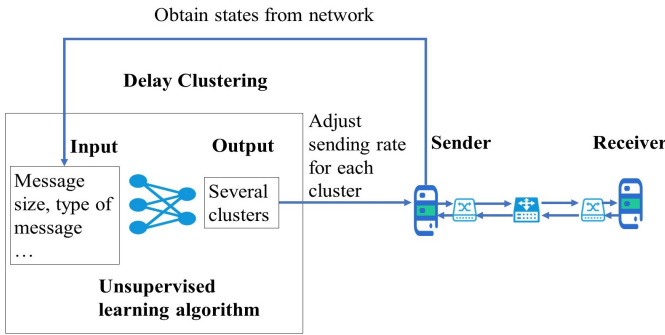 Obtain states from network
Delay Clustering
Input
Output
Adjust
sending rate
for each
cluster
Sender
Receiver
Message
size, type of
message
…
Several
clusters
Unsupervised
learning algorithm